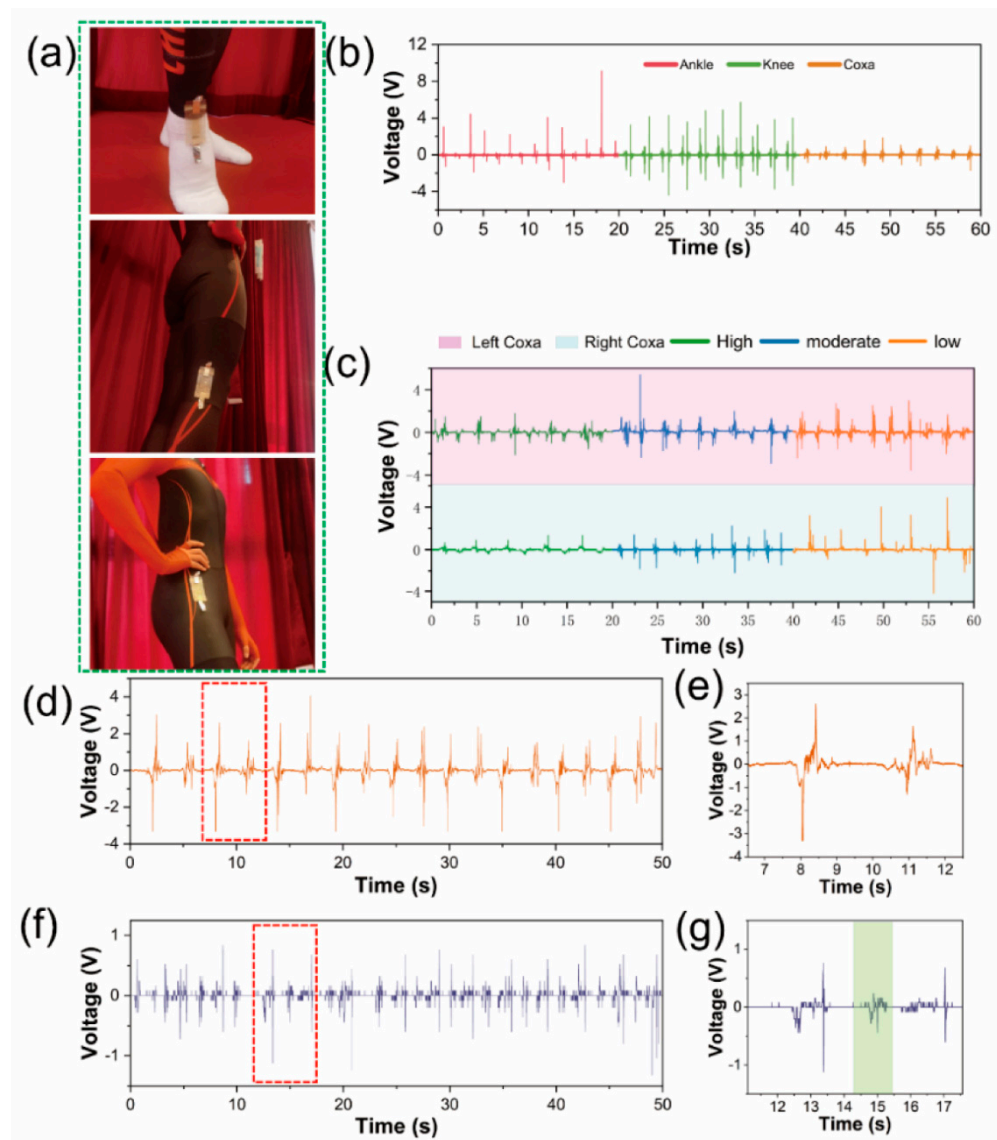 (a)
(b)
12
8
4
0
-4
Voltage (V)
Ankle Knee Coxa
0 5 10 15 20 25 30 35 40 45 50 55 60
Time (s)
Left Coxa Right Coxa High moderate low
(c)
4
0
-4
4
0
-4
Voltage (V)
0 5 10 15 20 25 30 35 40 45 50 55 60
Time (s)
(d)
4
2
0
-2
-4
Voltage (V)
0 10 20 30 40 50
Time (s)
(e)
3
2
1
0
-1
-2
-3
-4
Voltage (V)
7 8 9 10 11 12
Time (s)
(f)
1
0
-1
Voltage (V)
0 10 20 30 40 50
Time (s)
(g)
1
0
-1
Voltage (V)
12 13 14 15 16 17
Time (s)